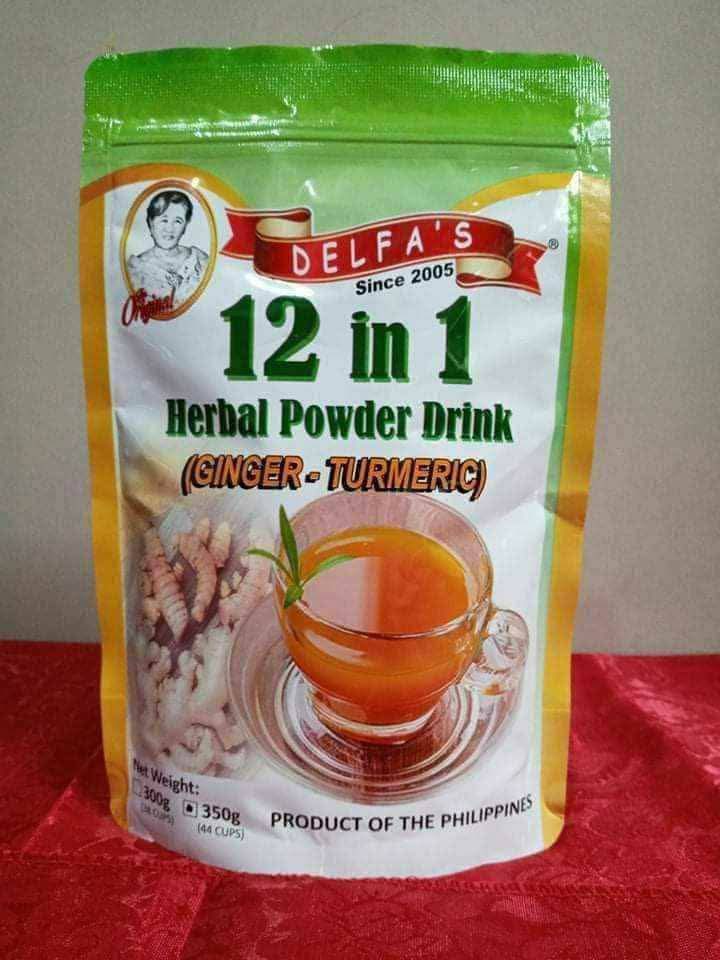 DELFA'S ®
Since 2005
Original
12 in 1
Herbal Powder Drink
(GINGER - TURMERIC)
Net Weight:
300g
350g
(44 CUPS)
PRODUCT OF THE PHILIPPINES